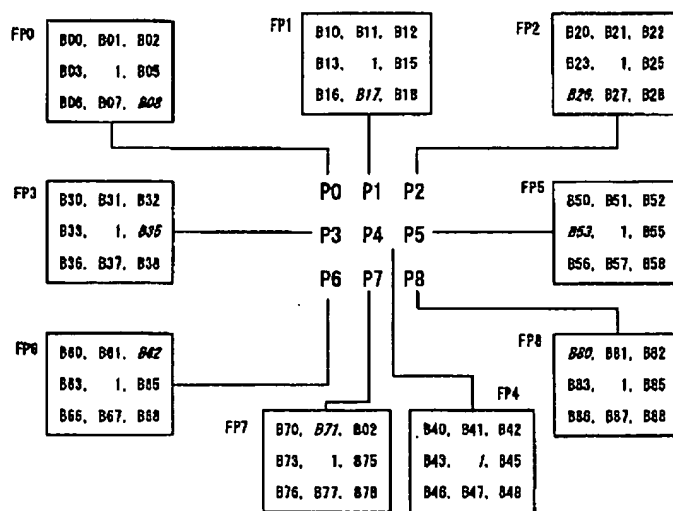 FP0
B00, B01, B02
B03, 1, B05
B06, B07, B08
FP1
B10, B11, B12
B13, 1, B15
B16, B17, B18
FP2
B20, B21, B22
B23, 1, B25
B26, B27, B28
P0 P1 P2
P3 P4 P5
P6 P7 P8
FP3
B30, B31, B32
B33, 1, B35
B36, B37, B38
FP5
B50, B51, B52
B53, 1, B55
B56, B57, B58
FP6
B60, B61, B62
B63, 1, B65
B66, B67, B68
FP8
B80, B81, B82
B83, 1, B85
B86, B87, B88
FP7
B70, B71, B02
B73, 1, B75
B76, B77, B78
FP4
B40, B41, B42
B43, 1, B45
B46, B47, B48